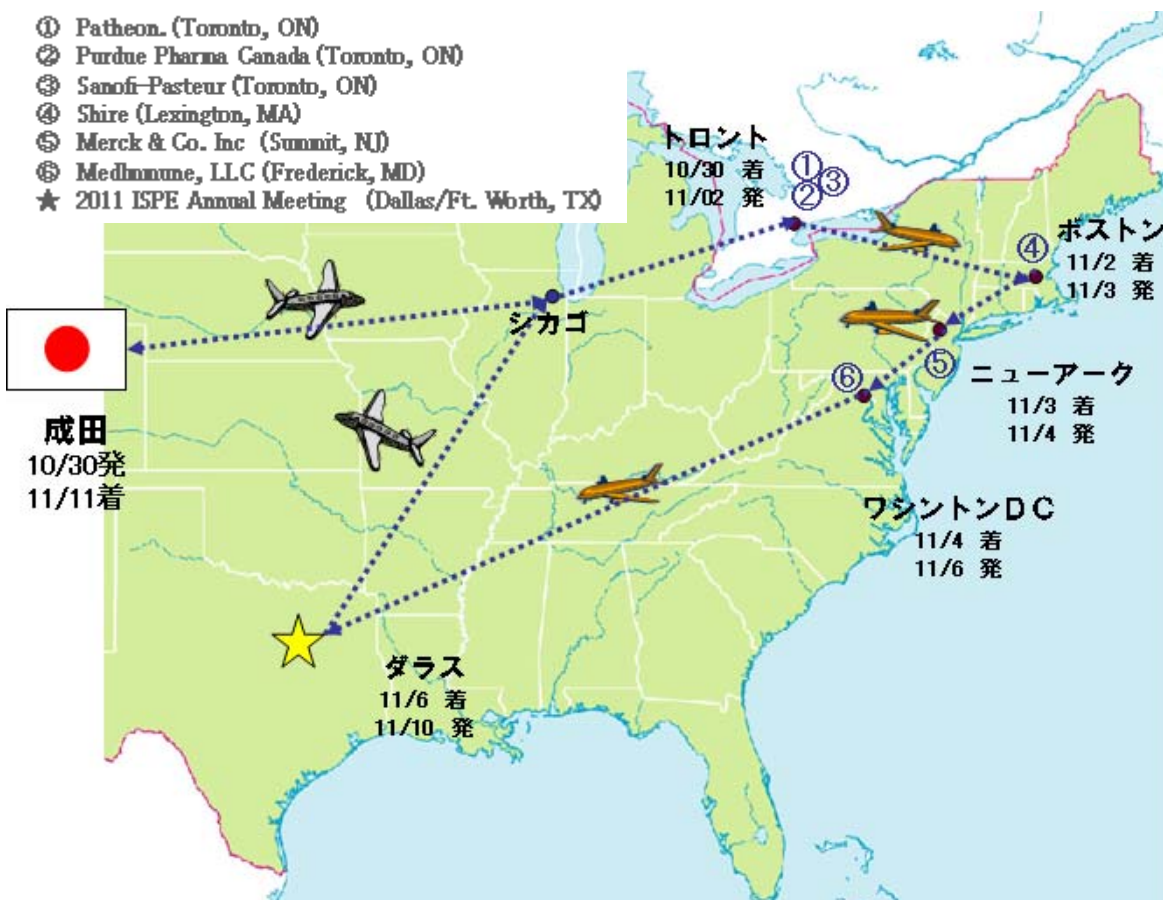 ① Patheon. (Toronto, ON)
② Purdue Pharma Canada (Toronto, ON)
③ Sanofi-Pasteur (Toronto, ON)
④ Shire (Lexington, MA)
⑤ Merck & Co. Inc (Summit, NJ)
⑥ MedImmune, LLC (Frederick, MD)
★ 2011 ISPE Annual Meeting (Dallas/Ft. Worth, TX)
トロント
10/30 着
11/02 発
①
③
②
④
ボストン
11/2 着
11/3 発
シカゴ
⑤
ニューアーク
11/3 着
11/4 発
⑥
成田
10/30発
11/11着
ワシントンDC
11/4 着
11/6 発
ダラス
11/6 着
11/10 発